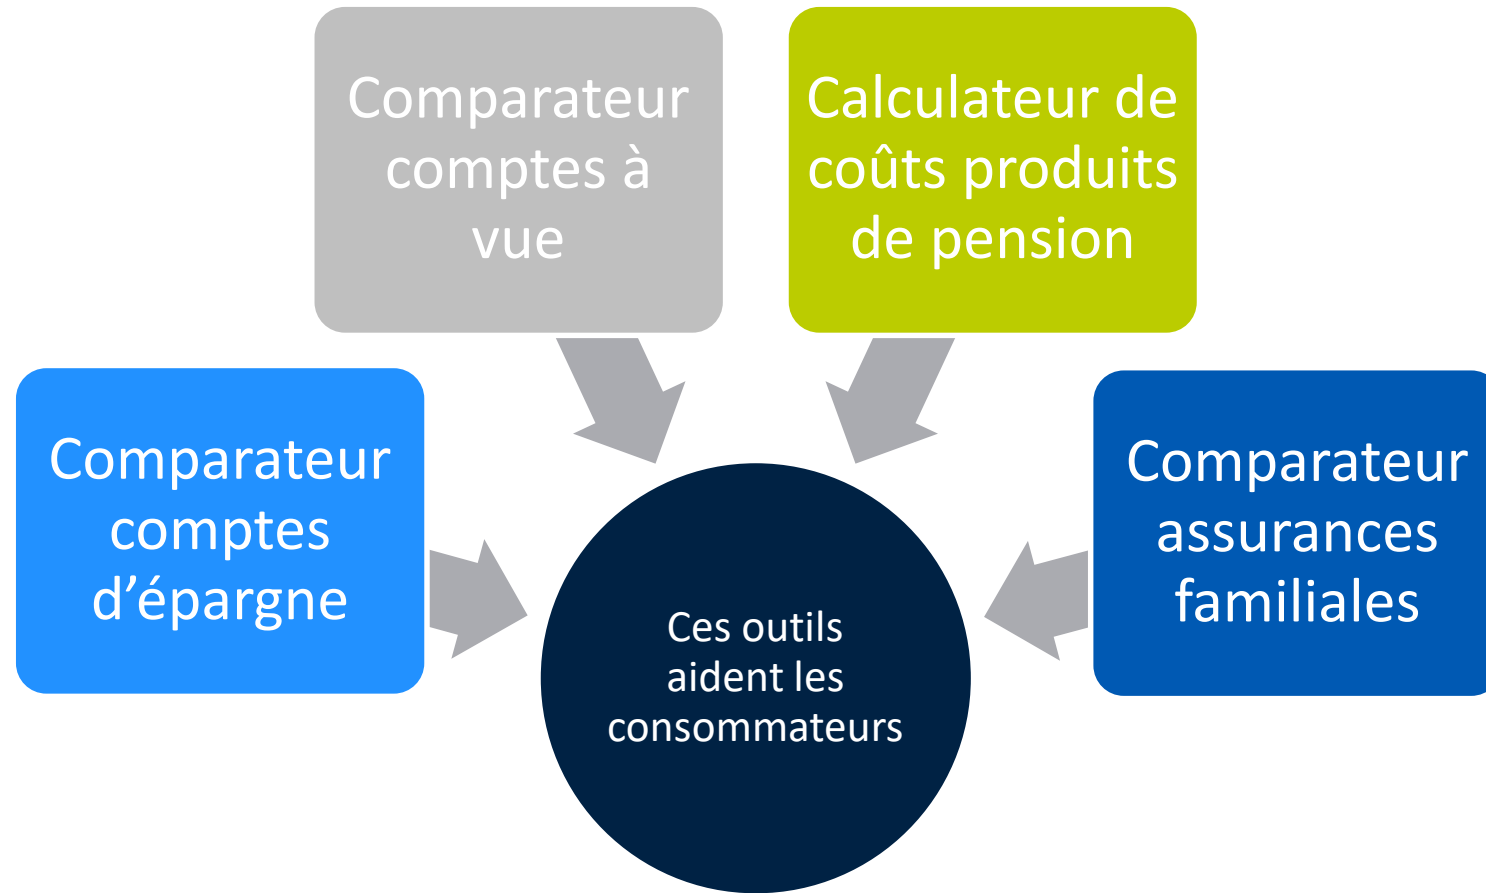 Comparateur
comptes à
vue
Calculateur de
coûts produits
de pension
Comparateur
comptes
d’épargne
Comparateur
assurances
familiales
Ces outils
aident les
consommateurs